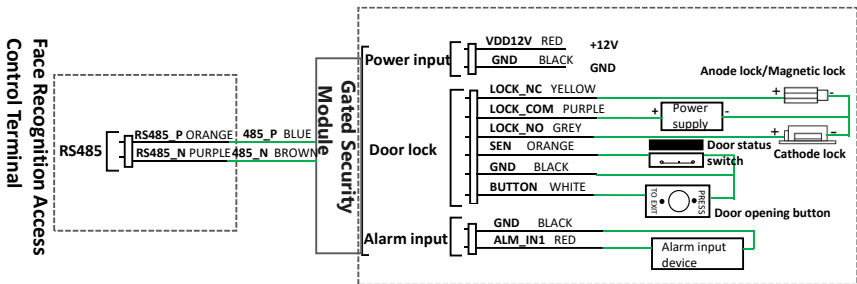 Face Recognition Access
Control Terminal
RS485
RS485_P ORANGE 485_P BLUE
RS485_N PURPLE 485_N BROWN
Gated Security
Module
Power input
VDD12V RED +12V
GND BLACK GND
Door lock
LOCK_NC YELLOW
LOCK_COM PURPLE
LOCK_NO GREY
SEN ORANGE
GND BLACK
BUTTON WHITE
Anode lock/Magnetic lock
+ -
+ Power -
supply
+ -
Cathode lock
Door status
switch
TO EXIT PRESS
Door opening button
Alarm input
GND BLACK
ALM_IN1 RED
Alarm input
device